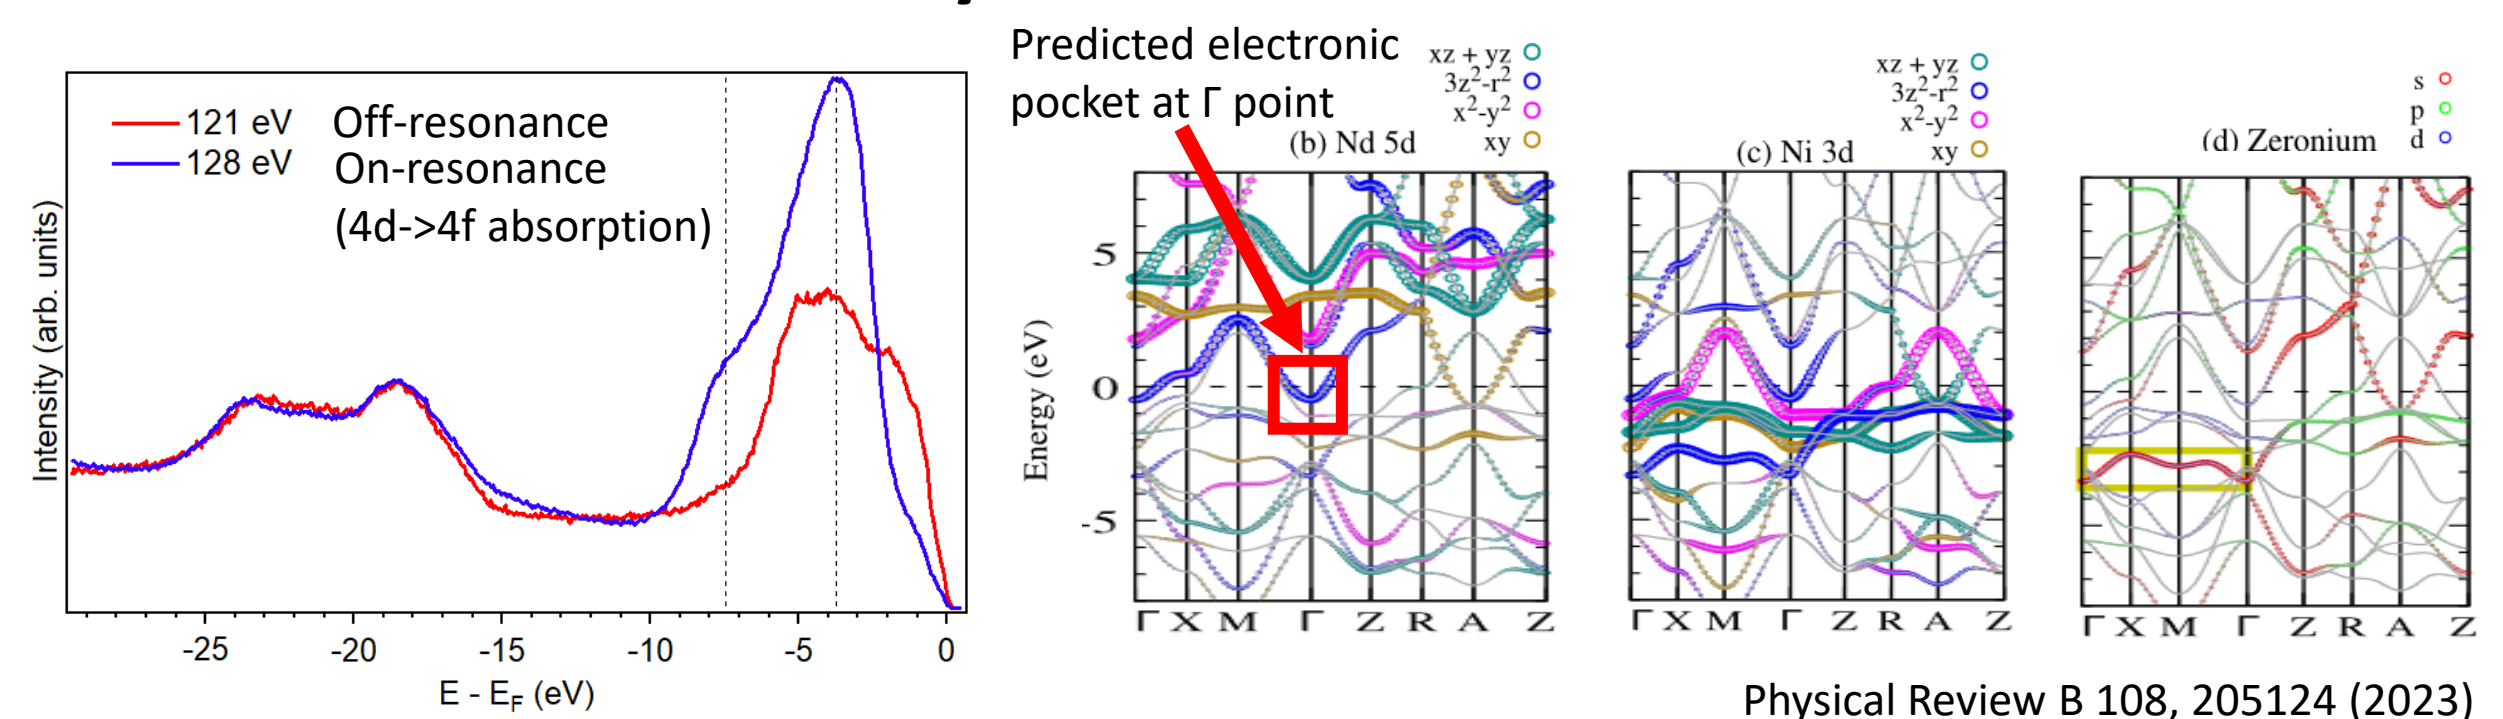 121 eV Off-resonance
128 eV On-resonance
(4d->4f absorption)
Intensity (arb. units)
-25 -20 -15 -10 -5 0
E - E_F (eV)
Predicted electronic
pocket at Γ point
xz + yz
3z²-r²
x²-y²
xy
(b) Nd 5d
Energy (eV)
5
0
-5
Γ X M Γ Z R A Z
xz + yz
3z²-r²
x²-y²
xy
(c) Ni 3d
Γ X M Γ Z R A Z
s
p
d
(d) Zeronium
Γ X M Γ Z R A Z
Physical Review B 108, 205124 (2023)